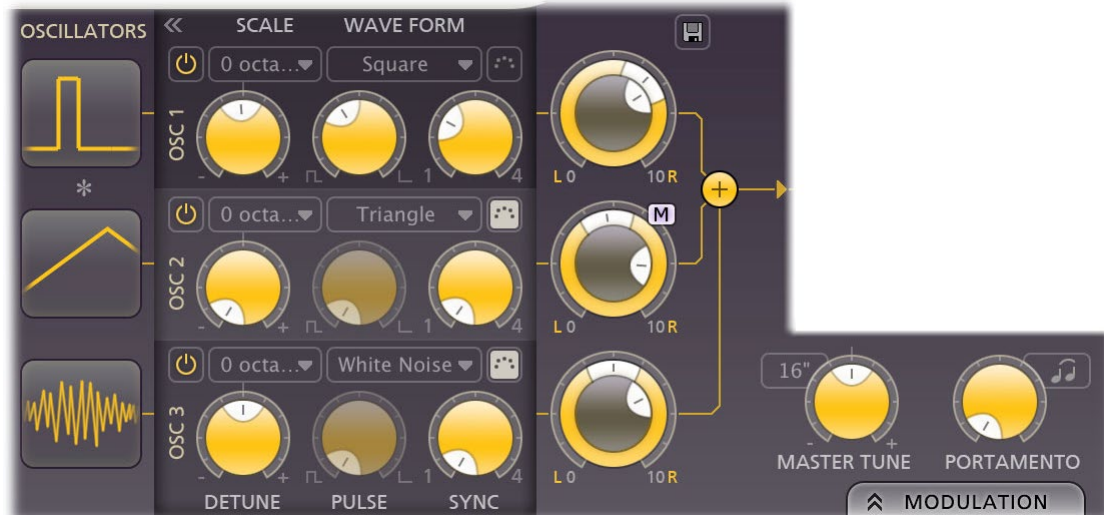 OSCILLATORS « SCALE WAVE FORM
0 octa... Square
OSC 1
- + 1 4 L 0 10 R
*
+
0 octa... Triangle M
OSC 2
- + 1 4 L 0 10 R
0 octa... White Noise
OSC 3
- + 1 4 L 0 10 R
DETUNE PULSE SYNC
16"
- +
MASTER TUNE PORTAMENTO
MODULATION